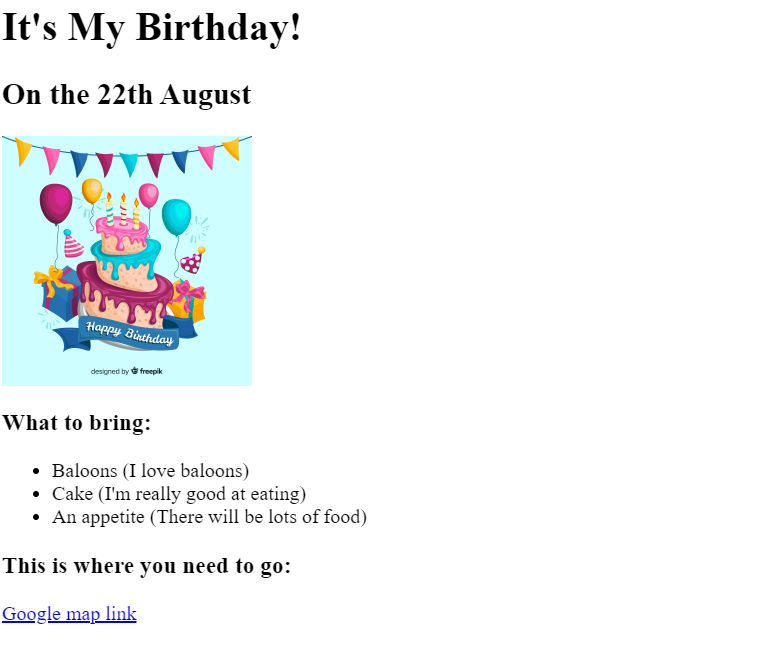 It's My Birthday!
On the 22th August
Happy Birthday
designed by freepik
What to bring:
Baloons (I love baloons)
Cake (I'm really good at eating)
An appetite (There will be lots of food)
This is where you need to go:
Google map link